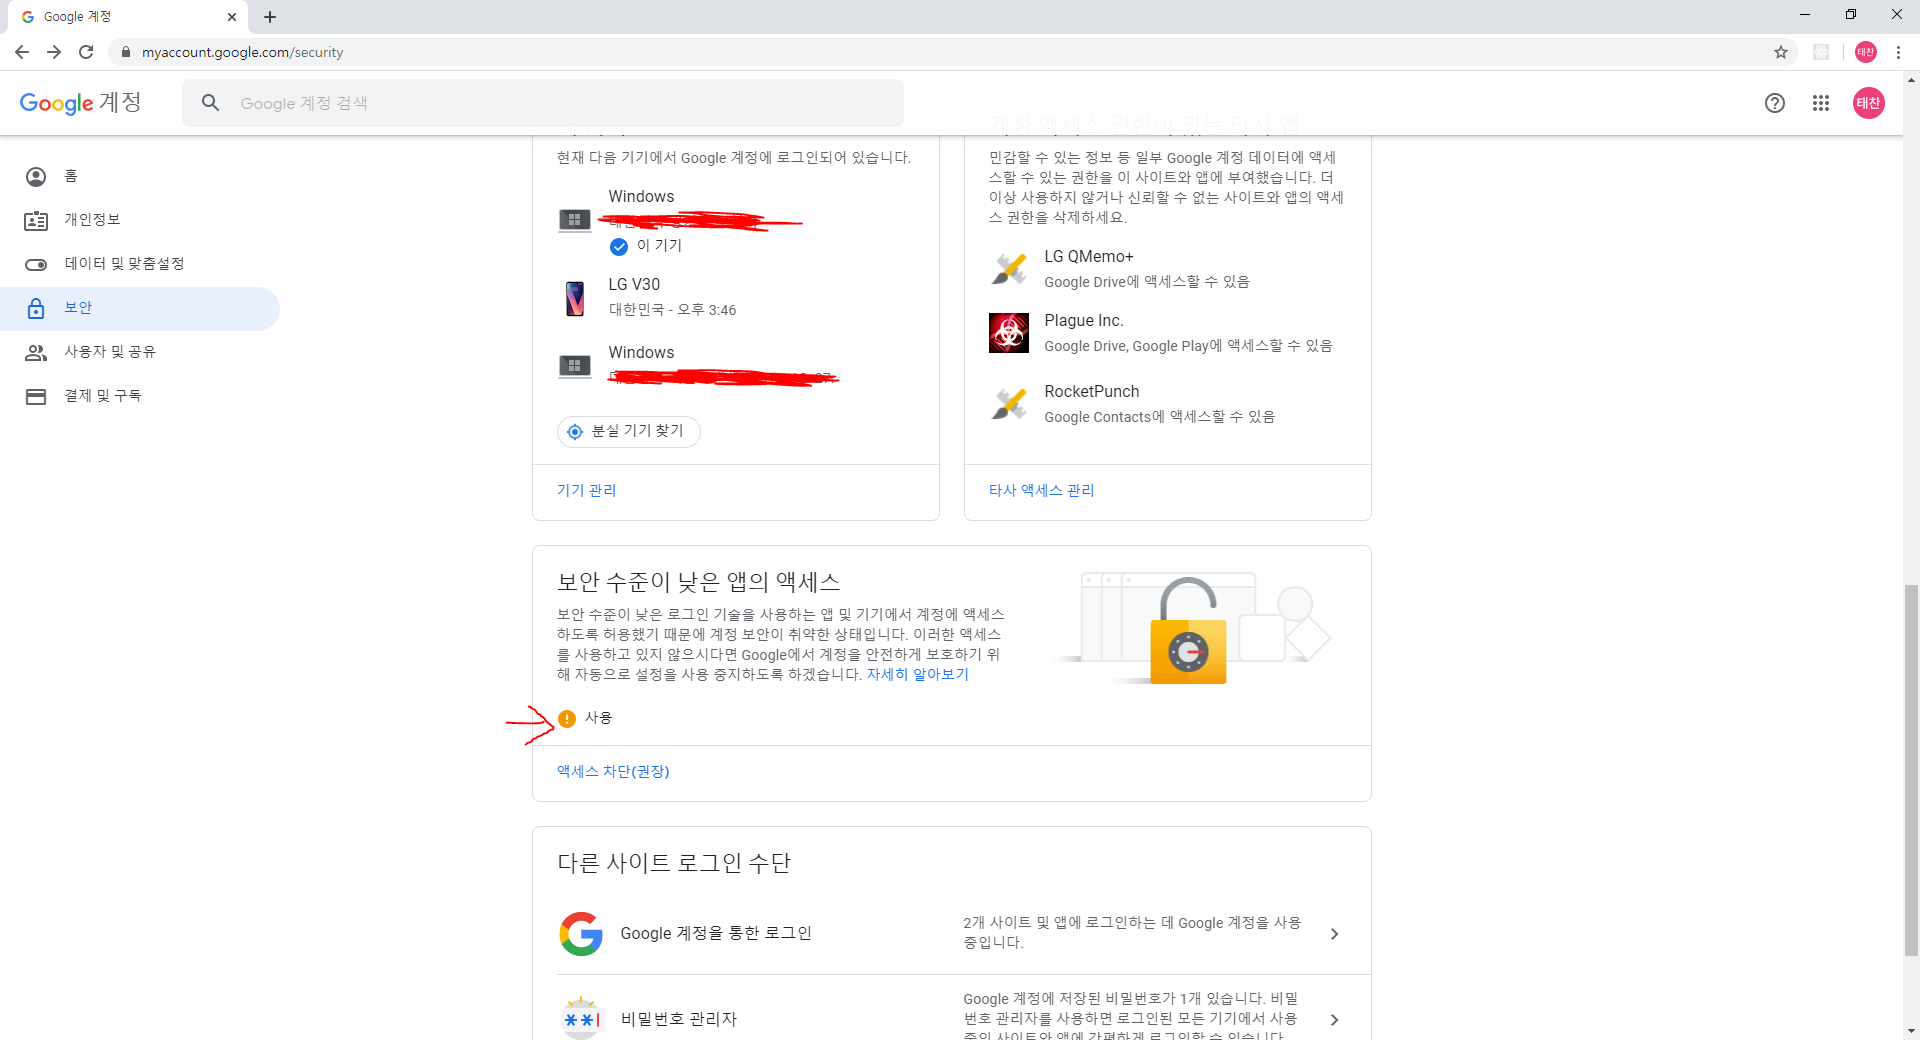 Google 계정
myaccount.google.com/security
태찬
Google 계정
Google 계정 검색
태찬
홈
개인정보
데이터 및 맞춤설정
보안
사용자 및 공유
결제 및 구독
현재 다음 기기에서 Google 계정에 로그인되어 있습니다.
Windows
이 기기
LG V30
대한민국 - 오후 3:46
Windows
분실 기기 찾기
기기 관리
계정 액세스 권한이 있는 타사 앱
민감할 수 있는 정보 등 일부 Google 계정 데이터에 액세
스할 수 있는 권한을 이 사이트와 앱에 부여했습니다. 더
이상 사용하지 않거나 신뢰할 수 없는 사이트와 앱의 액세
스 권한을 삭제하세요.
LG QMemo+
Google Drive에 액세스할 수 있음
Plague Inc.
Google Drive, Google Play에 액세스할 수 있음
RocketPunch
Google Contacts에 액세스할 수 있음
타사 액세스 관리
보안 수준이 낮은 앱의 액세스
보안 수준이 낮은 로그인 기술을 사용하는 앱 및 기기에서 계정에 액세스
하도록 허용했기 때문에 계정 보안이 취약한 상태입니다. 이러한 액세스
를 사용하고 있지 않으시다면 Google에서 계정을 안전하게 보호하기 위
해 자동으로 설정을 사용 중지하도록 하겠습니다. 자세히 알아보기
사용
액세스 차단(권장)
다른 사이트 로그인 수단
Google 계정을 통한 로그인
2개 사이트 및 앱에 로그인하는 데 Google 계정을 사용
중입니다.
비밀번호 관리자
Google 계정에 저장된 비밀번호가 1개 있습니다. 비밀
번호 관리자를 사용하면 로그인된 모든 기기에서 사용
중인 사이트와 앱에 간편하게 로그인할 수 있습니다.